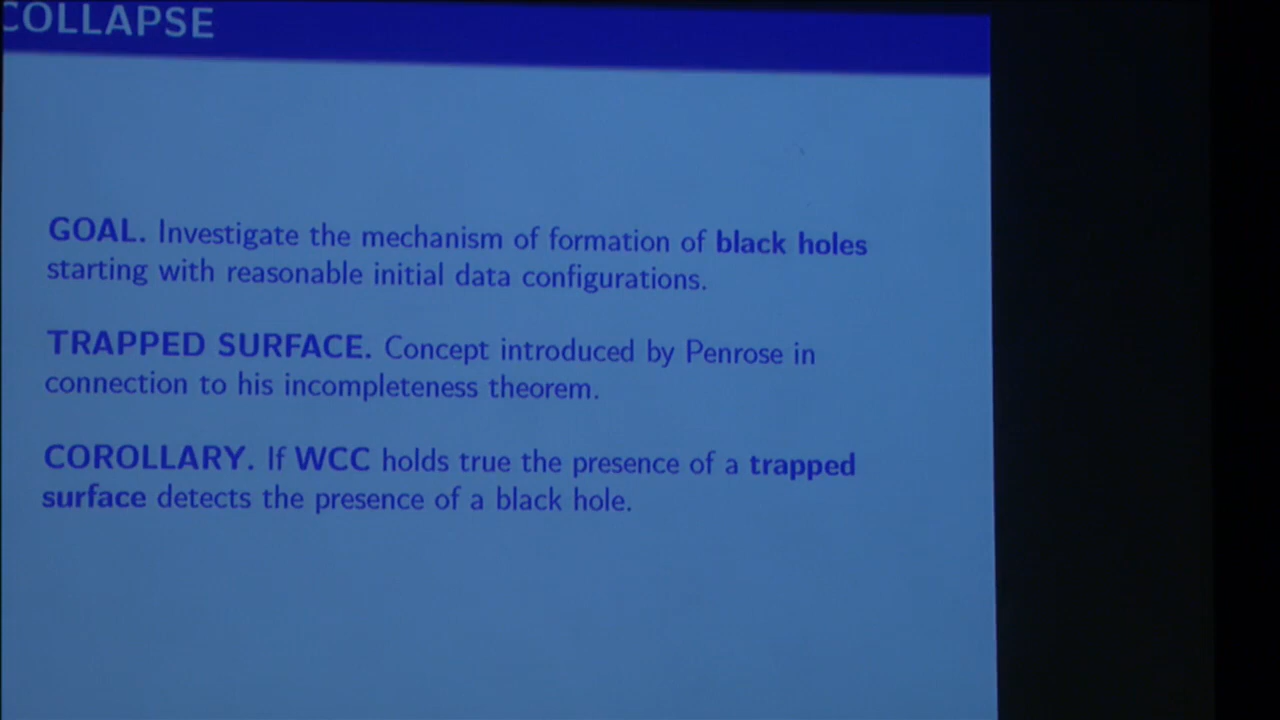 COLLAPSE
GOAL. Investigate the mechanism of formation of black holes
starting with reasonable initial data configurations.
TRAPPED SURFACE. Concept introduced by Penrose in
connection to his incompleteness theorem.
COROLLARY. If WCC holds true the presence of a trapped
surface detects the presence of a black hole.